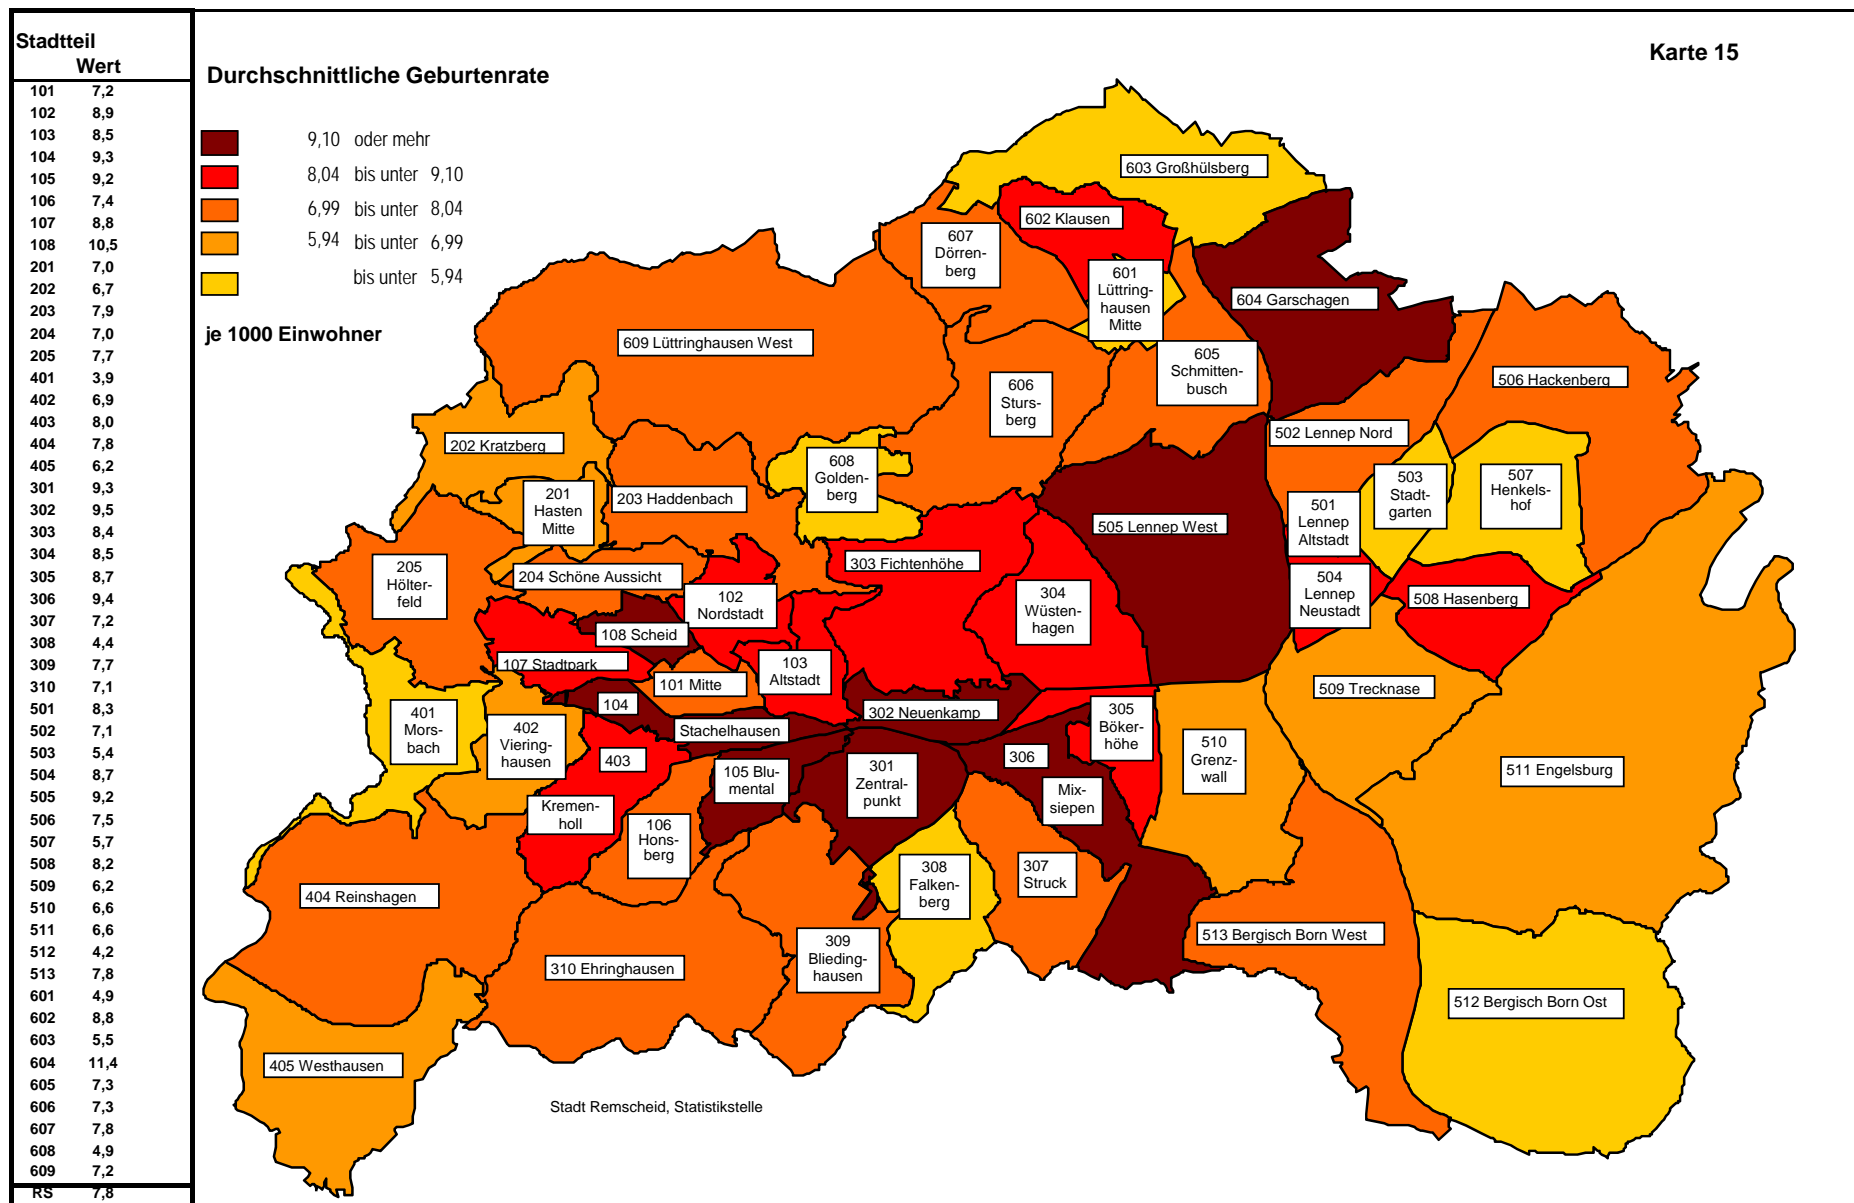 Stadtteil
Wert
101 7,2
102 8,9
103 8,5
104 9,3
105 9,2
106 7,4
107 8,8
108 10,5
201 7,0
202 6,7
203 7,9
204 7,0
205 7,7
401 3,9
402 6,9
403 8,0
404 7,8
405 6,2
301 9,3
302 9,5
303 8,4
304 8,5
305 8,7
306 9,4
307 7,2
308 4,4
309 7,7
310 7,1
501 8,3
502 7,1
503 5,4
504 8,7
505 9,2
506 7,5
507 5,7
508 8,2
509 6,2
510 6,6
511 6,6
512 4,2
513 7,8
601 4,9
602 8,8
603 5,5
604 11,4
605 7,3
606 7,3
607 7,8
608 4,9
609 7,2
RS 7,8
Karte 15
Durchschnittliche Geburtenrate
9,10 oder mehr
8,04 bis unter 9,10
6,99 bis unter 8,04
5,94 bis unter 6,99
bis unter 5,94
je 1000 Einwohner
603 Großhülsberg
602 Klausen
607
Dörren-
berg
601
Lüttring-
hausen
Mitte
604 Garschagen
609 Lüttringhausen West
605
Schmitten-
busch
606
Sturs-
berg
506 Hackenberg
502 Lennep Nord
202 Kratzberg
608
Golden-
berg
203 Haddenbach
201
Hasten
Mitte
503
Stadt-
garten
507
Henkels-
hof
501
Lennep
Altstadt
505 Lennep West
303 Fichtenhöhe
205
Hölter-
feld
204 Schöne Aussicht
102
Nordstadt
304
Wüsten-
hagen
504
Lennep
Neustadt
508 Hasenberg
108 Scheid
107 Stadtpark
103
Altstadt
101 Mitte
509 Trecknase
104
Stachelhausen
302 Neuenkamp
401
Mors-
bach
402
Viering-
hausen
305
Böker-
höhe
510
Grenz-
wall
403
Kremen-
holl
105 Blu-
mental
301
Zentral-
punkt
306
Mix-
siepen
511 Engelsburg
106
Hons-
berg
308
Falken-
berg
307
Struck
404 Reinshagen
309
Blieding-
hausen
513 Bergisch Born West
310 Ehringhausen
512 Bergisch Born Ost
405 Westhausen
Stadt Remscheid, Statistikstelle